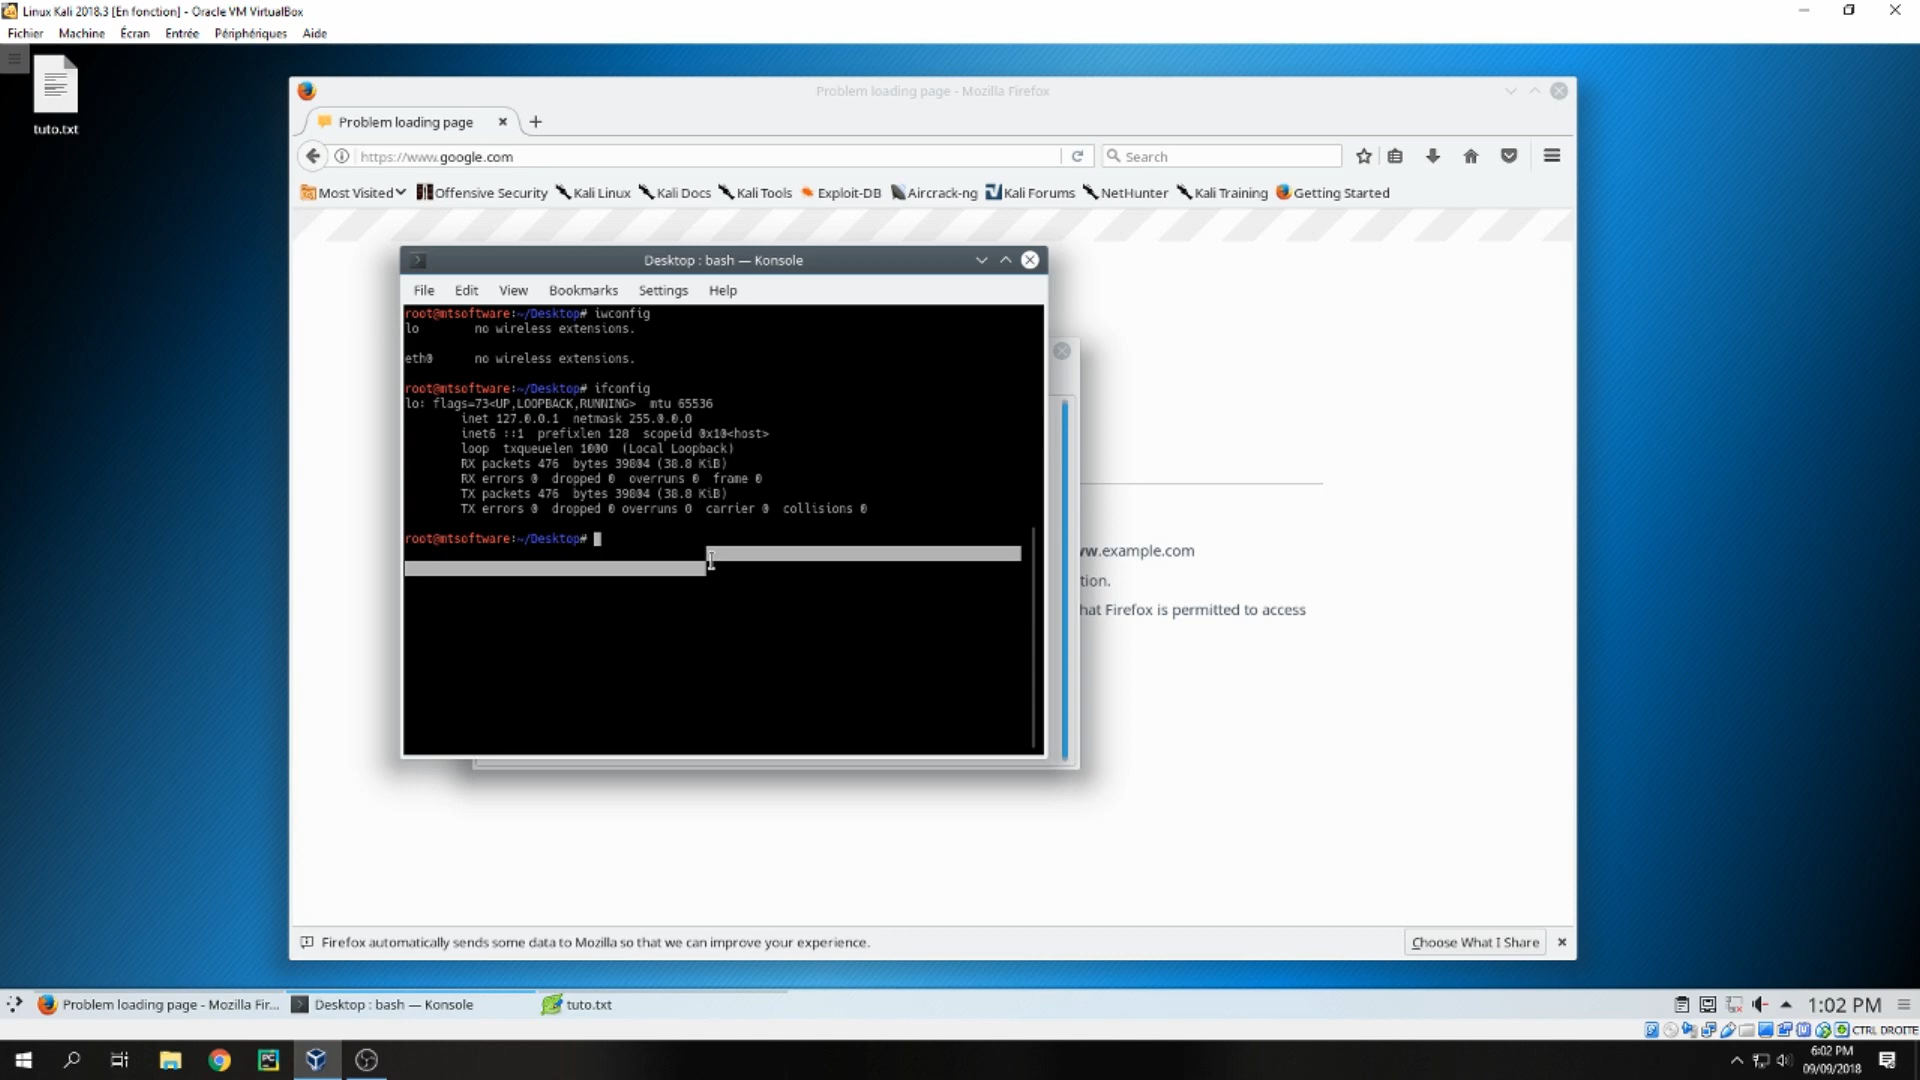 Linux Kali 2018.3 [En fonction] - Oracle VM VirtualBox
Fichier Machine Écran Entrée Périphériques Aide
tuto.txt
Problem loading page - Mozilla Firefox
Problem loading page
https://www.google.com
Search
Most Visited Offensive Security Kali Linux Kali Docs Kali Tools Exploit-DB Aircrack-ng Kali Forums NetHunter Kali Training Getting Started
Desktop : bash — Konsole
File Edit View Bookmarks Settings Help
root@mtsoftware:~/Desktop# iwconfig
lo no wireless extensions.
eth0 no wireless extensions.
root@mtsoftware:~/Desktop# ifconfig
lo: flags=73<UP,LOOPBACK,RUNNING> mtu 65536
inet 127.0.0.1 netmask 255.0.0.0
inet6 ::1 prefixlen 128 scopeid 0x10<host>
loop txqueuelen 1000 (Local Loopback)
RX packets 476 bytes 39804 (38.8 KiB)
RX errors 0 dropped 0 overruns 0 frame 0
TX packets 476 bytes 39804 (38.8 KiB)
TX errors 0 dropped 0 overruns 0 carrier 0 collisions 0
root@mtsoftware:~/Desktop#
ww.example.com
tion.
hat Firefox is permitted to access
Firefox automatically sends some data to Mozilla so that we can improve your experience.
Choose What I Share
Problem loading page - Mozilla Fir...
Desktop : bash — Konsole
tuto.txt
1:02 PM
CTRL DROITE
PC
6:02 PM
09/09/2018